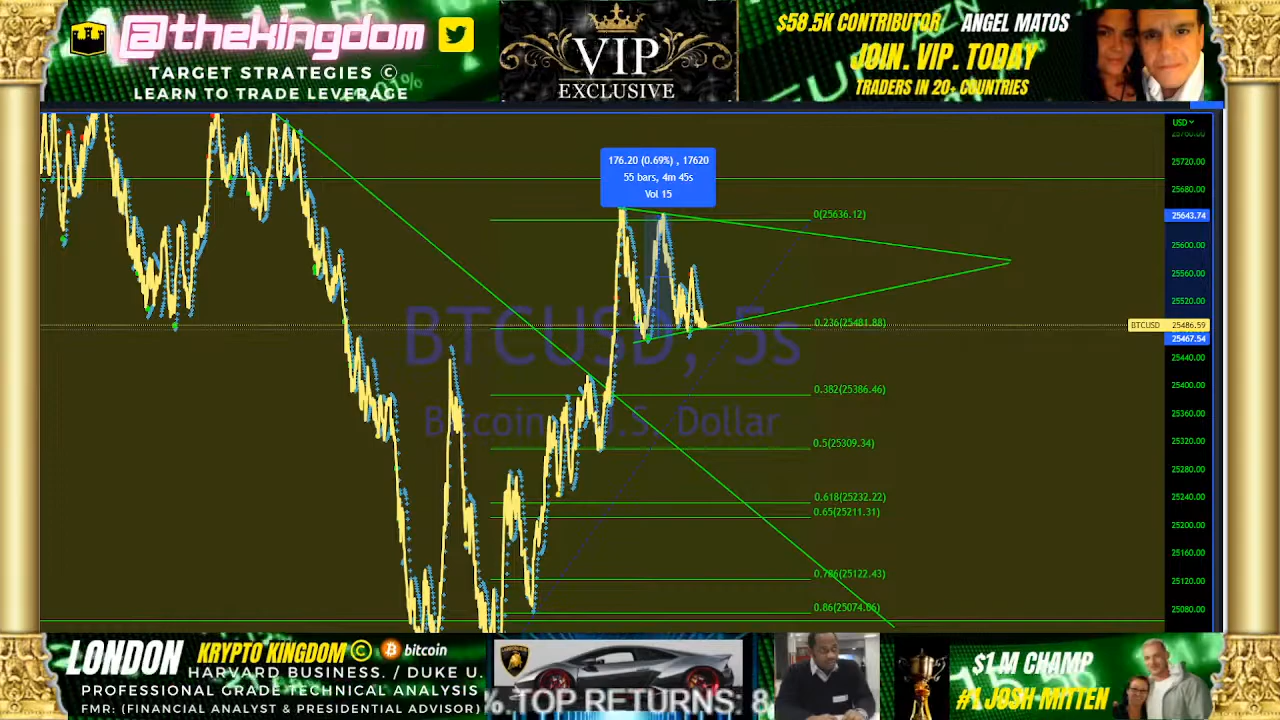 @thekingdom
TARGET STRATEGIES ©
LEARN TO TRADE LEVERAGE
VIP
EXCLUSIVE
$58.5K CONTRIBUTOR ANGEL MATOS
JOIN. VIP. TODAY
TRADERS IN 20+ COUNTRIES
USD
25760.00
25720.00
25680.00
25643.74
25600.00
25560.00
25520.00
BTCUSD 25486.59
25467.54
25440.00
25400.00
25360.00
25320.00
25280.00
25240.00
25200.00
25160.00
25120.00
25080.00
176.20 (0.69%) , 17620
55 bars, 4m 45s
Vol 15
0(25636.12)
0.236(25481.88)
0.382(25386.46)
0.5(25309.34)
0.618(25232.22)
0.65(25211.31)
0.786(25122.43)
0.86(25074.06)
BTCUSD, 5s
Bitcoin / U.S. Dollar
LONDON KRYPTO KINGDOM © bitcoin
HARVARD BUSINESS. / DUKE U.
PROFESSIONAL GRADE TECHNICAL ANALYSIS
FMR: (FINANCIAL ANALYST & PRESIDENTIAL ADVISOR)
%. TOP RETURNS: 8
$1M CHAMP
#1 JOSH MITTEN